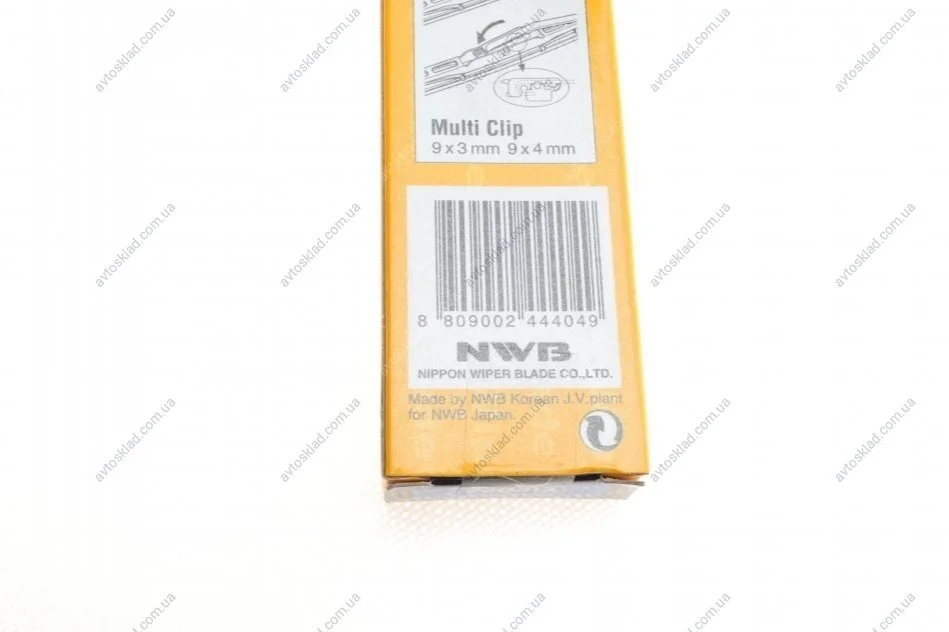 Multi Clip
9 x 3 mm 9 x 4 mm
8 809002 444049
NWB
NIPPON WIPER BLADE CO.,LTD.
Made by NWB Korean J.V. plant
for NWB Japan.
avtosklad.com.ua